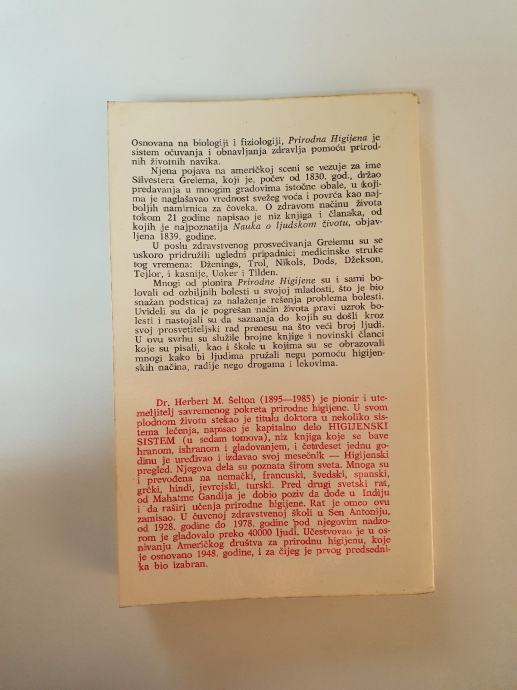 Osnovana na biologiji i fiziologiji, Prirodna Higijena je
sistem očuvanja i obnavljanja zdravlja pomoću prirod-
nih životnih navika.
Njena pojava na američkoj sceni se vezuje za ime
Silvestera Greiema, koji je, počev od 1830. god., držao
predavanja u mnogim gradovima istočne obale, u koji-
ma je naglašavao vrednost svežeg voća i povrća kao naj-
boljih namirnica za čoveka. O zdravom načinu života
tokom 21 godine napisao je niz knjiga i članaka, od
kojih je najpoznatija Nauka o ljudskom životu, objav-
ljena 1839. godine.
U poslu zdravstvenog prosvećivanja Greiemu su se
uskoro pridružili ugledni pripadnici medicinske struke
tog vremena: Dženings, Trol, Nikols, Dods, Džekson,
Tejlor, i kasnije, Uoker i Tilden.
Mnogi od pionira Prirodne Higijene su i sami bo-
lovali od ozbiljnih bolesti u svojoj mladosti, što je bio
snažan podsticaj za nalaženje rešenja problema bolesti.
Uvideli su da je pogrešan način života pravi uzrok bo-
lesti i nastojali su da saznanja do kojih su došli kroz
svoj prosvetiteljski rad prenesu na što veći broj ljudi.
U ovu svrhu su služile brojne knjige i novinski članci
koje su pisali, kao i škole u kojima su se obrazovali
mnogi kako bi ljudima pružali negu pomoću higijen-
skih načina, radije nego drogama i lekovima.
Dr. Herbert M. Šelton (1895—1985) je pionir i ute-
meljitelj savremenog pokreta prirodne higijene. U svom
plodnom životu stekao je titulu doktora u nekoliko sis-
tema lečenja, napisao je kapitalno delo HIGIJENSKI
SISTEM (u sedam tomova), niz knjiga koje se bave
hranom, ishranom i gladovanjem, i četrdeset jednu go-
dinu je uređivao i izdavao svoj mesečnik — Higijenski
pregled. Njegova dela su poznata širom sveta. Mnoga su
i prevođena na nemački, francuski, švedski, spanski,
grčki, hindi, jevrejski, turski. Pred drugi svetski rat,
od Mahatme Gandija je dobio poziv da dođe u Indiju
i da raširi učenja prirodne higijene. Rat je omeo ovu
zamisao. U čuvenoj zdravstvenoj školi u Sen Antoniju,
od 1928. godine do 1978. godine pod njegovim nadzo-
rom je gladovalo preko 40000 ljudi. Učestvovao je u os-
nivanju Američkog društva za prirodnu higijenu, koje
je osnovano 1948. godine, i za čijeg je prvog predsedni-
ka bio izabran.